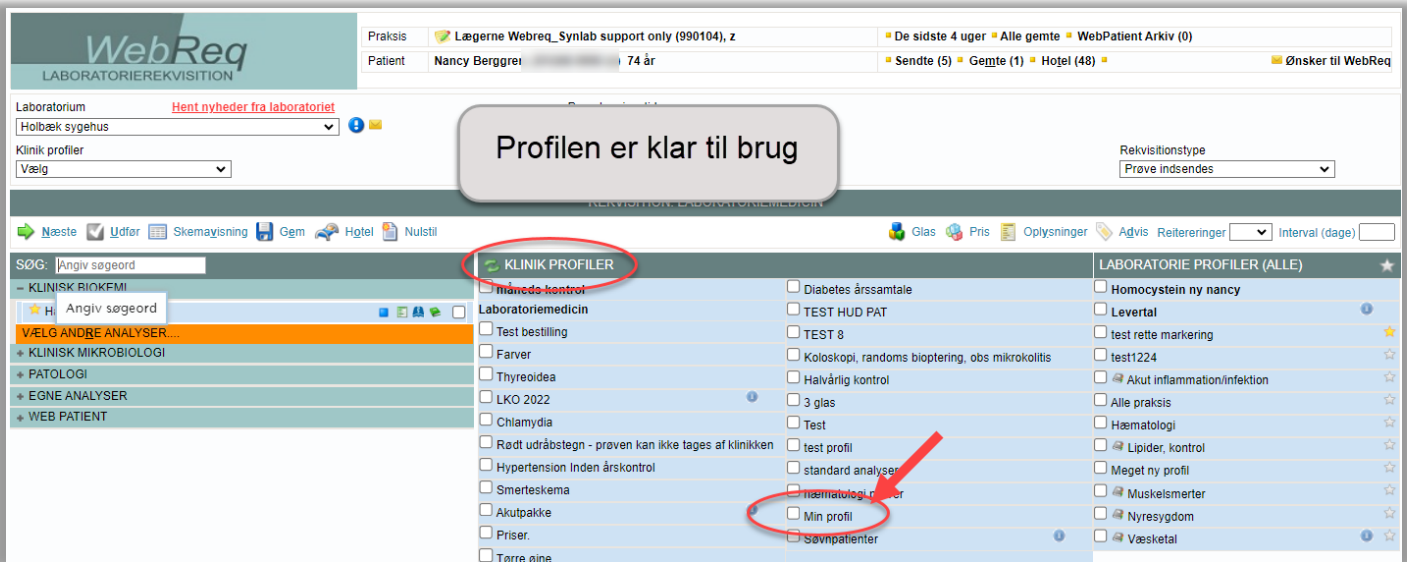 WebReq
LABORATORIEREKVISITION
Praksis Lægerne Webreq_Synlab support only (990104), z
De sidste 4 uger Alle gemte WebPatient Arkiv (0)
Patient Nancy Berggre 74 år
Sendte (5) Gemte (1) Hotel (48) Ønsker til WebReq
Laboratorium Hent nyheder fra laboratoriet
Holbæk sygehus
Klinik profiler
Vælg
Profilen er klar til brug
Rekvisitionstype
Prøve indsendes
REKVISITION: LABORATORIEMEDICIN
Næste Udfør Skemavisning Gem Hotel Nulstil
Glas Pris Oplysninger Advis Reitereringer Interval (dage)
SØG: Angiv søgeord
– KLINISK BIOKEMI
Angiv søgeord
VÆLG ANDRE ANALYSER....
+ KLINISK MIKROBIOLOGI
+ PATOLOGI
+ EGNE ANALYSER
+ WEB PATIENT
KLINIK PROFILER
måneds kontrol
Laboratoriemedicin
Test bestilling
Farver
Thyreoidea
LKO 2022
Chlamydia
Rødt udråbstegn - prøven kan ikke tages af klinikken
Hypertension Inden årskontrol
Smerteskema
Akutpakke
Priser.
Tørre øjne
Diabetes årssamtale
TEST HUD PAT
TEST 8
Koloskopi, randoms bioptering, obs mikrokolitis
Halvårlig kontrol
3 glas
Test
test profil
standard analyser
hæmatologi
Min profil
Søvnpatienter
LABORATORIE PROFILER (ALLE)
Homocystein ny nancy
Levertal
test rette markering
test1224
Akut inflammation/infektion
Alle praksis
Hæmatologi
Lipider, kontrol
Meget ny profil
Muskelsmerter
Nyresygdom
Væsketal